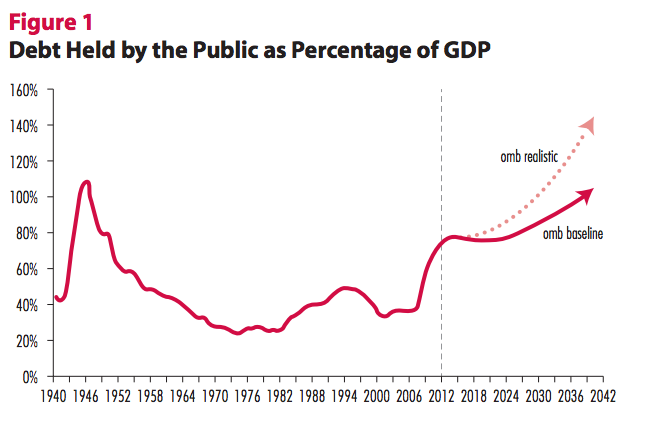 Figure 1
Debt Held by the Public as Percentage of GDP
160%
140%
120%
100%
80%
60%
40%
20%
0%
omb realistic
omb baseline
1940 1946 1952 1958 1964 1970 1976 1982 1988 1994 2000 2006 2012 2018 2024 2030 2036 2042